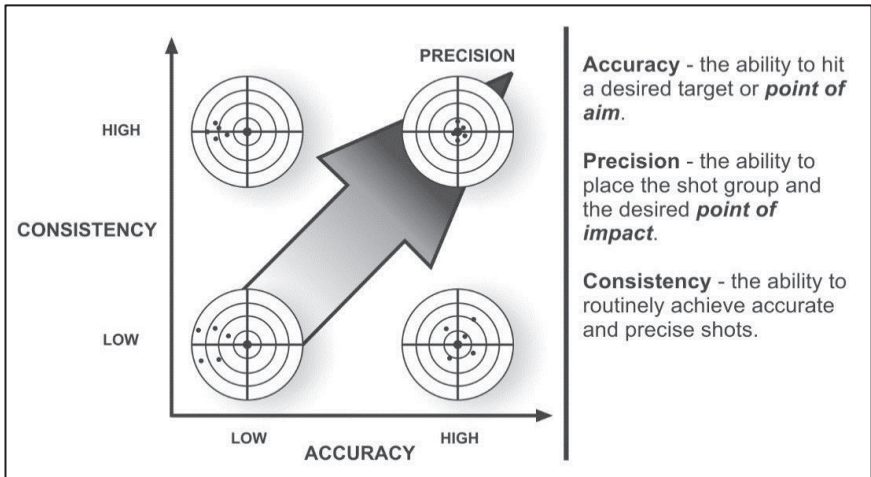 PRECISION
HIGH
CONSISTENCY
LOW
LOW
HIGH
ACCURACY
Accuracy - the ability to hit
a desired target or point of
aim.
Precision - the ability to
place the shot group and
the desired point of
impact.
Consistency - the ability to
routinely achieve accurate
and precise shots.